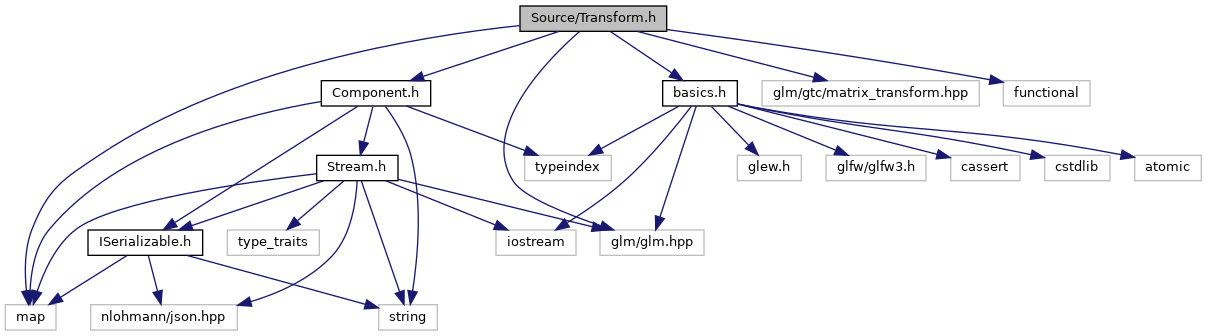 Source/Transform.h
Component.h
basics.h
glm/gtc/matrix_transform.hpp
functional
Stream.h
typeindex
glew.h
glfw/glfw3.h
cassert
cstdlib
atomic
ISerializable.h
type_traits
iostream
glm/glm.hpp
map
nlohmann/json.hpp
string